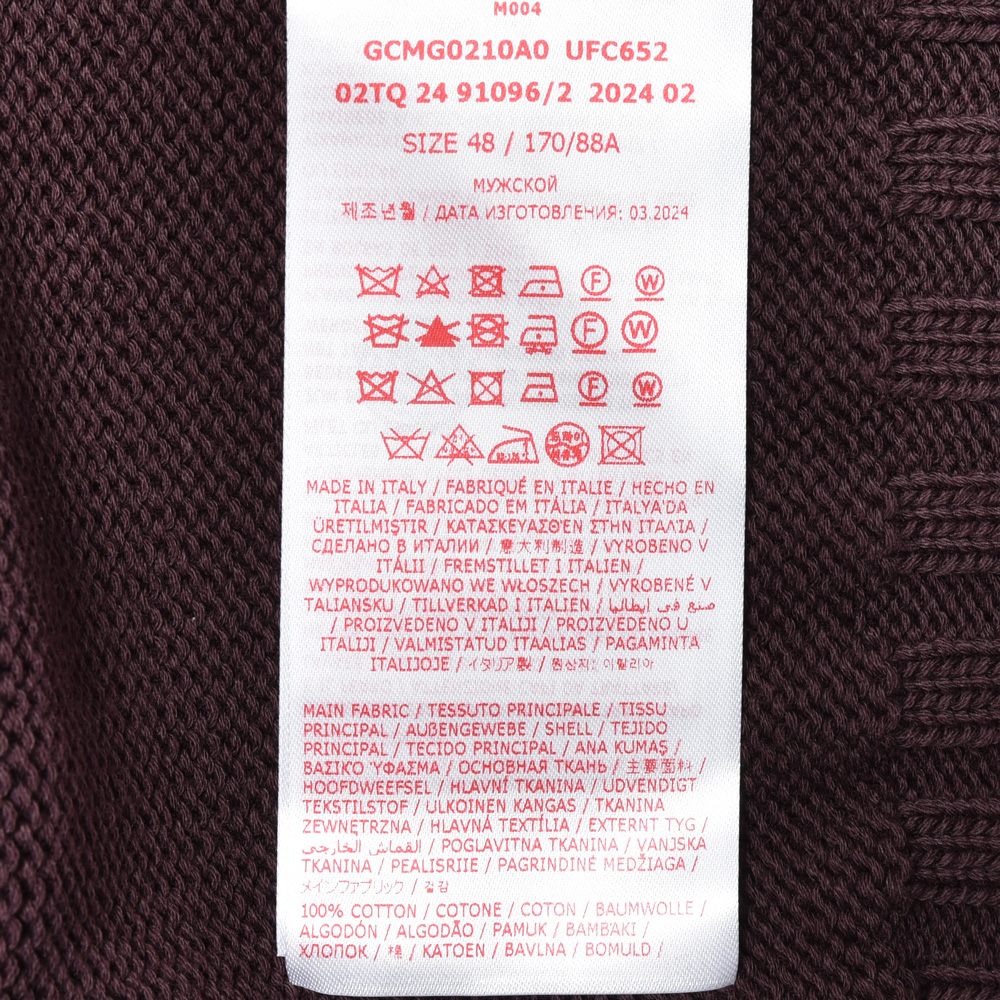 M004
GCMG0210A0 UFC652
02TQ 24 91096/2 2024 02
SIZE 48 / 170/88A
МУЖСКОЙ
제조년월 / ДАТА ИЗГОТОВЛЕНИЯ: 03.2024
F W
F W
F W
드라이
MADE IN ITALY / FABRIQUÉ EN ITALIE / HECHO EN
ITALIA / FABRICADO EM ITÁLIA / ITALYA'DA
ÜRETILMIŞTIR / ΚΑΤΑΣΚΕΥΑΣΘΈΝ ΣΤΗΝ ΙΤΑΛΊΑ /
СДЕЛАНО В ИТАЛИИ / 意大利制造 / VYROBENO V
ITÁLII / FREMSTILLET I ITALIEN /
WYPRODUKOWANO WE WŁOSZECH / VYROBENÉ V
TALIANSKU / TILLVERKAD I ITALIEN / صنع في ايطاليا
/ PROIZVEDENO V ITALIJI / PROIZVEDENO U
ITALIJI / VALMISTATUD ITAALIAS / PAGAMINTA
ITALIJOJE / イタリア製 / 원산지: 이탈리아
MAIN FABRIC / TESSUTO PRINCIPALE / TISSU
PRINCIPAL / AUßENGEWEBE / SHELL / TEJIDO
PRINCIPAL / TECIDO PRINCIPAL / ANA KUMAŞ /
ΒΑΣΙΚΌ ΎΦΑΣΜΑ / ОСНОВНАЯ ТКАНЬ / 主要面料 /
HOOFDWEEFSEL / HLAVNÍ TKANINA / UDVENDIGT
TEKSTILSTOF / ULKOINEN KANGAS / TKANINA
ZEWNĘTRZNA / HLAVNÁ TEXTÍLIA / EXTERNT TYG /
القماش الخارجي / POGLAVITNA TKANINA / VANJSKA
TKANINA / PEALISRIIE / PAGRINDINĖ MEDŽIAGA /
メインファブリック / 겉감
100% COTTON / COTONE / COTON / BAUMWOLLE /
ALGODÓN / ALGODÃO / PAMUK / ΒΑΜΒΆΚΙ /
ХЛОПОК / 棉 / KATOEN / BAVLNA / BOMULD /